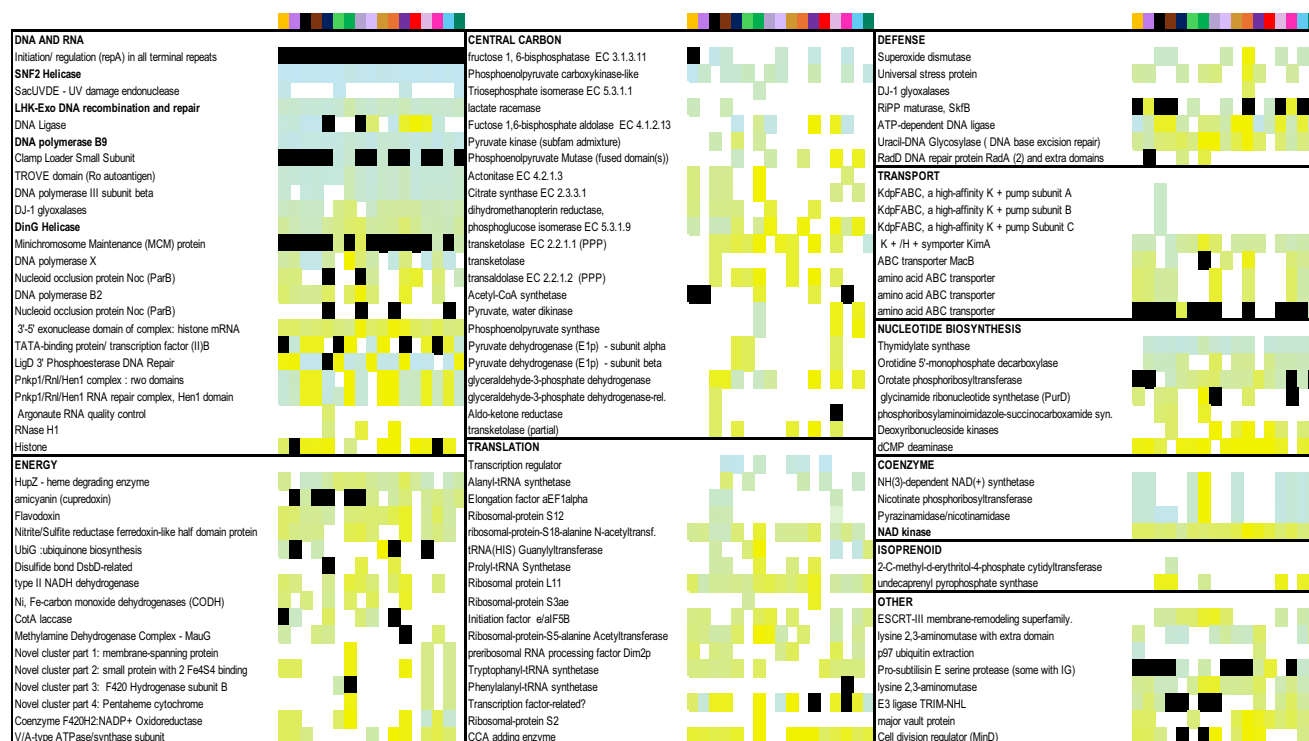 DNA AND RNA
Initiation/ regulation (repA) in all terminal repeats
SNF2 Helicase
SacUVDE - UV damage endonuclease
LHK-Exo DNA recombination and repair
DNA Ligase
DNA polymerase B9
Clamp Loader Small Subunit
TROVE domain (Ro autoantigen)
DNA polymerase III subunit beta
DJ-1 glyoxalases
DinG Helicase
Minichromosome Maintenance (MCM) protein
DNA polymerase X
Nucleoid occlusion protein Noc (ParB)
DNA polymerase B2
Nucleoid occlusion protein Noc (ParB)
3'-5' exonuclease domain of complex: histone mRNA
TATA-binding protein/ transcription factor (II)B
LigD 3' Phosphoesterase DNA Repair
Pnkp1/Rnl/Hen1 complex : rwo domains
Pnkp1/Rnl/Hen1 RNA repair complex, Hen1 domain
Argonaute RNA quality control
RNase H1
Histone
ENERGY
HupZ - heme degrading enzyme
amicyanin (cupredoxin)
Flavodoxin
Nitrite/Sulfite reductase ferredoxin-like half domain protein
UbiG :ubiquinone biosynthesis
Disulfide bond DsbD-related
type II NADH dehydrogenase
Ni, Fe-carbon monoxide dehydrogenases (CODH)
CotA laccase
Methylamine Dehydrogenase Complex - MauG
Novel cluster part 1: membrane-spanning protein
Novel cluster part 2: small protein with 2 Fe4S4 binding
Novel cluster part 3: F420 Hydrogenase subunit B
Novel cluster part 4: Pentaheme cytochrome
Coenzyme F420H2:NADP+ Oxidoreductase
V/A-type ATPase/synthase subunit
CENTRAL CARBON
fructose 1, 6-bisphosphatase EC 3.1.3.11
Phosphoenolpyruvate carboxykinase-like
Triosephosphate isomerase EC 5.3.1.1
lactate racemase
Fuctose 1,6-bisphosphate aldolase EC 4.1.2.13
Pyruvate kinase (subfam admixture)
Phosphoenolpyruvate Mutase (fused domain(s))
Actonitase EC 4.2.1.3
Citrate synthase EC 2.3.3.1
dihydromethanopterin reductase,
phosphoglucose isomerase EC 5.3.1.9
transketolase EC 2.2.1.1 (PPP)
transketolase
transaldolase EC 2.2.1.2 (PPP)
Acetyl-CoA synthetase
Pyruvate, water dikinase
Phosphoenolpyruvate synthase
Pyruvate dehydrogenase (E1p) - subunit alpha
Pyruvate dehydrogenase (E1p) - subunit beta
glyceraldehyde-3-phosphate dehydrogenase
glyceraldehyde-3-phosphate dehydrogenase-rel.
Aldo-ketone reductase
transketolase (partial)
TRANSLATION
Transcription regulator
Alanyl-tRNA synthetase
Elongation factor aEF1alpha
Ribosomal-protein S12
ribosomal-protein-S18-alanine N-acetyltransf.
tRNA(HIS) Guanylyltransferase
Prolyl-tRNA Synthetase
Ribosomal protein L11
Ribosomal-protein S3ae
Initiation factor e/aIF5B
Ribosomal-protein-S5-alanine Acetyltransferase
preribosomal RNA processing factor Dim2p
Tryptophanyl-tRNA synthetase
Phenylalanyl-tRNA synthetase
Transcription factor-related?
Ribosomal-protein S2
CCA adding enzyme
DEFENSE
Superoxide dismutase
Universal stress protein
DJ-1 glyoxalases
RiPP maturase, SkfB
ATP-dependent DNA ligase
Uracil-DNA Glycosylase ( DNA base excision repair)
RadD DNA repair protein RadA (2) and extra domains
TRANSPORT
KdpFABC, a high-affinity K + pump subunit A
KdpFABC, a high-affinity K + pump subunit B
KdpFABC, a high-affinity K + pump Subunit C
K + /H + symporter KimA
ABC transporter MacB
amino acid ABC transporter
amino acid ABC transporter
amino acid ABC transporter
NUCLEOTIDE BIOSYNTHESIS
Thymidylate synthase
Orotidine 5'-monophosphate decarboxylase
Orotate phosphoribosyltransferase
glycinamide ribonucleotide synthetase (PurD)
phosphoribosylaminoimidazole-succinocarboxamide syn.
Deoxyribonucleoside kinases
dCMP deaminase
COENZYME
NH(3)-dependent NAD(+) synthetase
Nicotinate phosphoribosyltransferase
Pyrazinamidase/nicotinamidase
NAD kinase
ISOPRENOID
2-C-methyl-d-erythritol-4-phosphate cytidyltransferase
undecaprenyl pyrophosphate synthase
OTHER
ESCRT-III membrane-remodeling superfamily.
lysine 2,3-aminomutase with extra domain
p97 ubiquitin extraction
Pro-subtilisin E serine protease (some with IG)
lysine 2,3-aminomutase
E3 ligase TRIM-NHL
major vault protein
Cell division regulator (MinD)